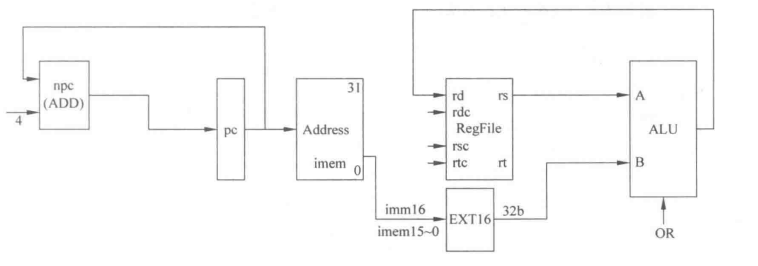 npc
(ADD)
4
pc
31
Address
imem
0
imm16
imem15~0
rd rs
rdc
RegFile
rsc
rtc rt
EXT16
32b
A
ALU
B
OR